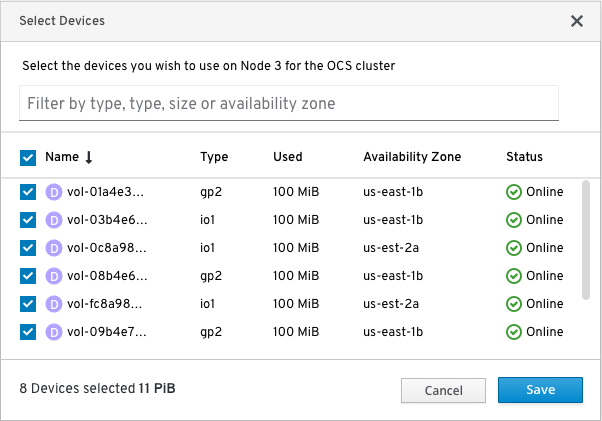 Select Devices
Select the devices you wish to use on Node 3 for the OCS cluster
Filter by type, type, size or availability zone
Name Type Used Availability Zone Status
D vol-01a4e3... gp2 100 MiB us-east-1b Online
D vol-03b4e6... io1 100 MiB us-east-1b Online
D vol-0c8a98... io1 100 MiB us-est-2a Online
D vol-08b4e6... gp2 100 MiB us-east-1b Online
D vol-fc8a98... io1 100 MiB us-est-2a Online
D vol-09b4e7... gp2 100 MiB us-east-1b Online
8 Devices selected 11 PiB Cancel Save